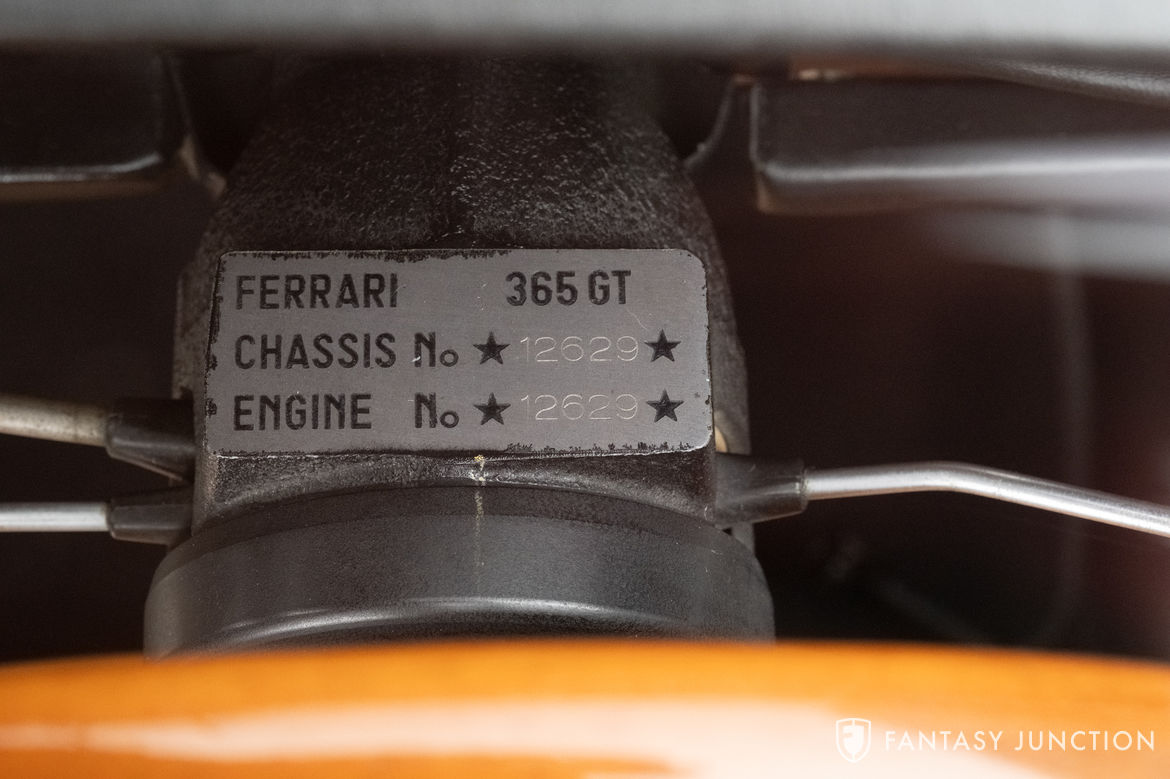 FERRARI 365 GT
CHASSIS No ★ 12629 ★
ENGINE No ★ 12629 ★
FANTASY JUNCTION